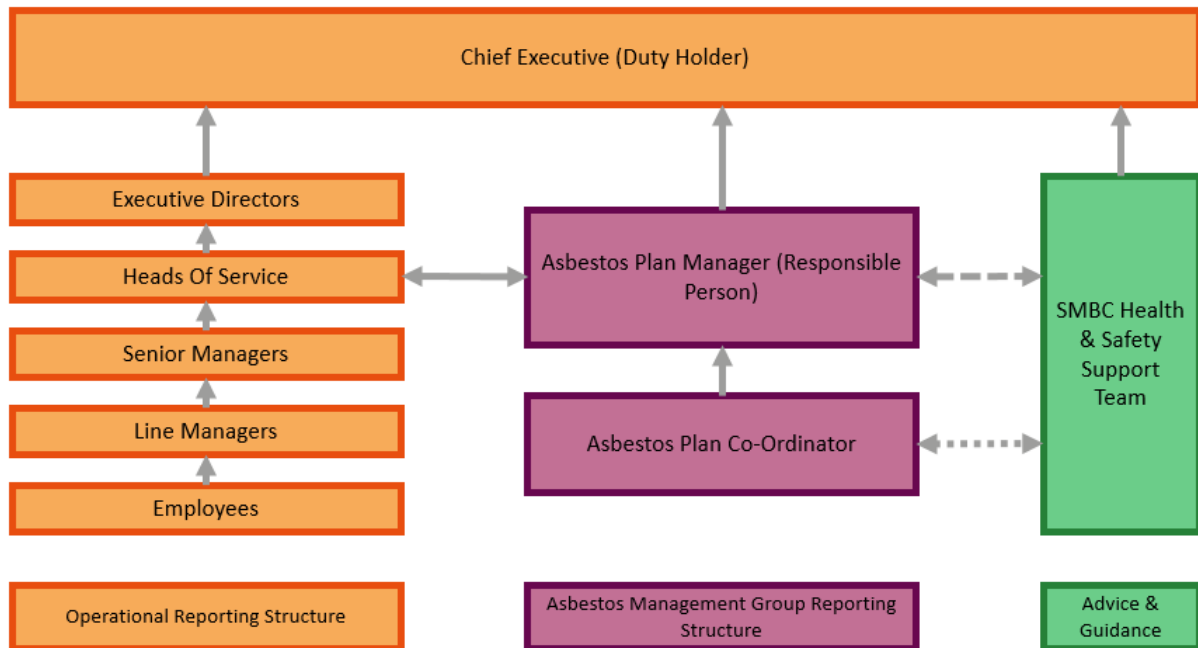 Chief Executive (Duty Holder)
Executive Directors
Heads Of Service
Senior Managers
Line Managers
Employees
Asbestos Plan Manager (Responsible
Person)
Asbestos Plan Co-Ordinator
SMBC Health
& Safety
Support
Team
Operational Reporting Structure
Asbestos Management Group Reporting
Structure
Advice &
Guidance